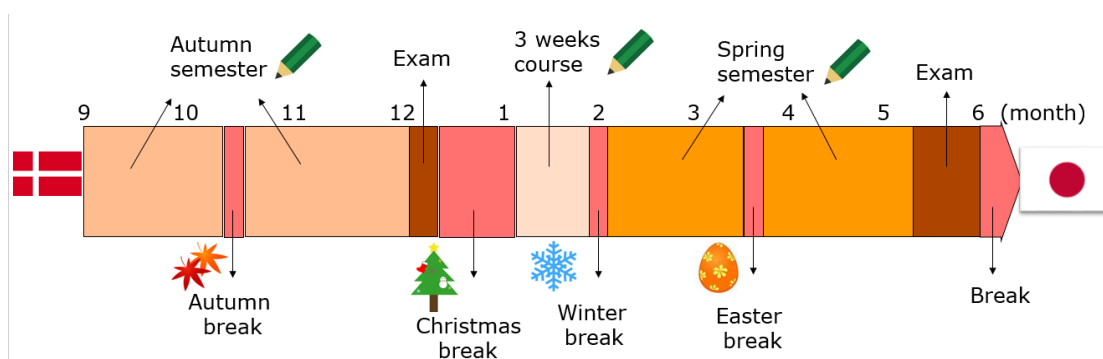 Autumn
semester
Exam
3 weeks
course
Spring
semester
Exam
9 10 11 12 1 2 3 4 5 6 (month)
Autumn
break
Christmas
break
Winter
break
Easter
break
Break